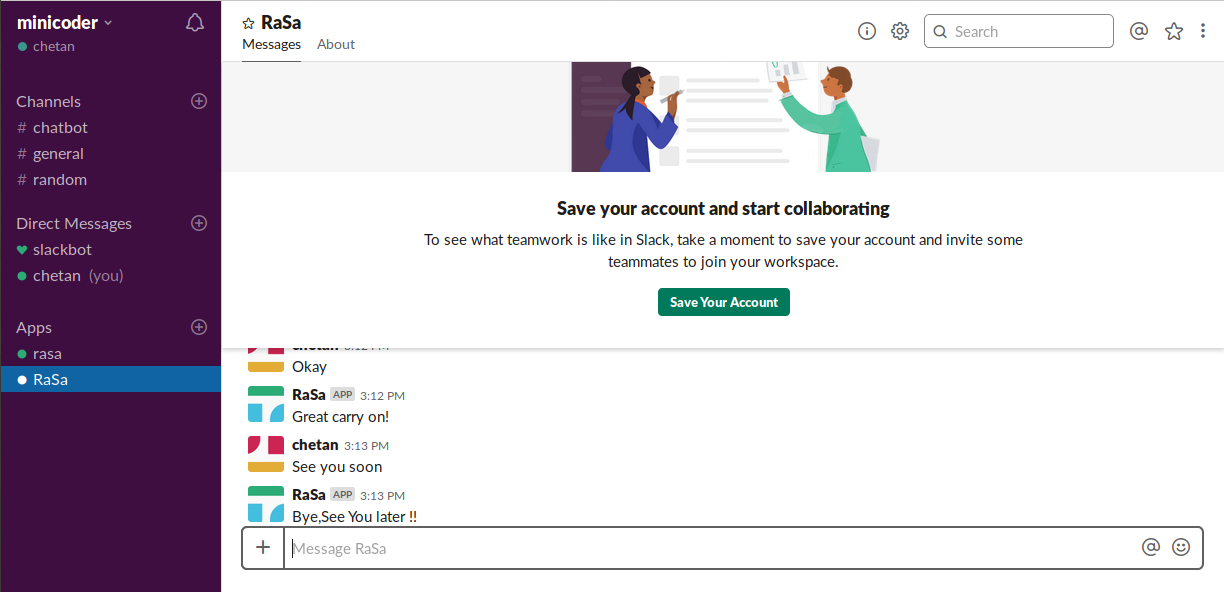 minicoder
chetan
Channels
# chatbot
# general
# random
Direct Messages
slackbot
chetan (you)
Apps
rasa
RaSa
RaSa
Messages About
Search
Save your account and start collaborating
To see what teamwork is like in Slack, take a moment to save your account and invite some
teammates to join your workspace.
Save Your Account
chetan 3:12 PM
Okay
RaSa APP 3:12 PM
Great carry on!
chetan 3:13 PM
See you soon
RaSa APP 3:13 PM
Bye,See You later !!
Message RaSa